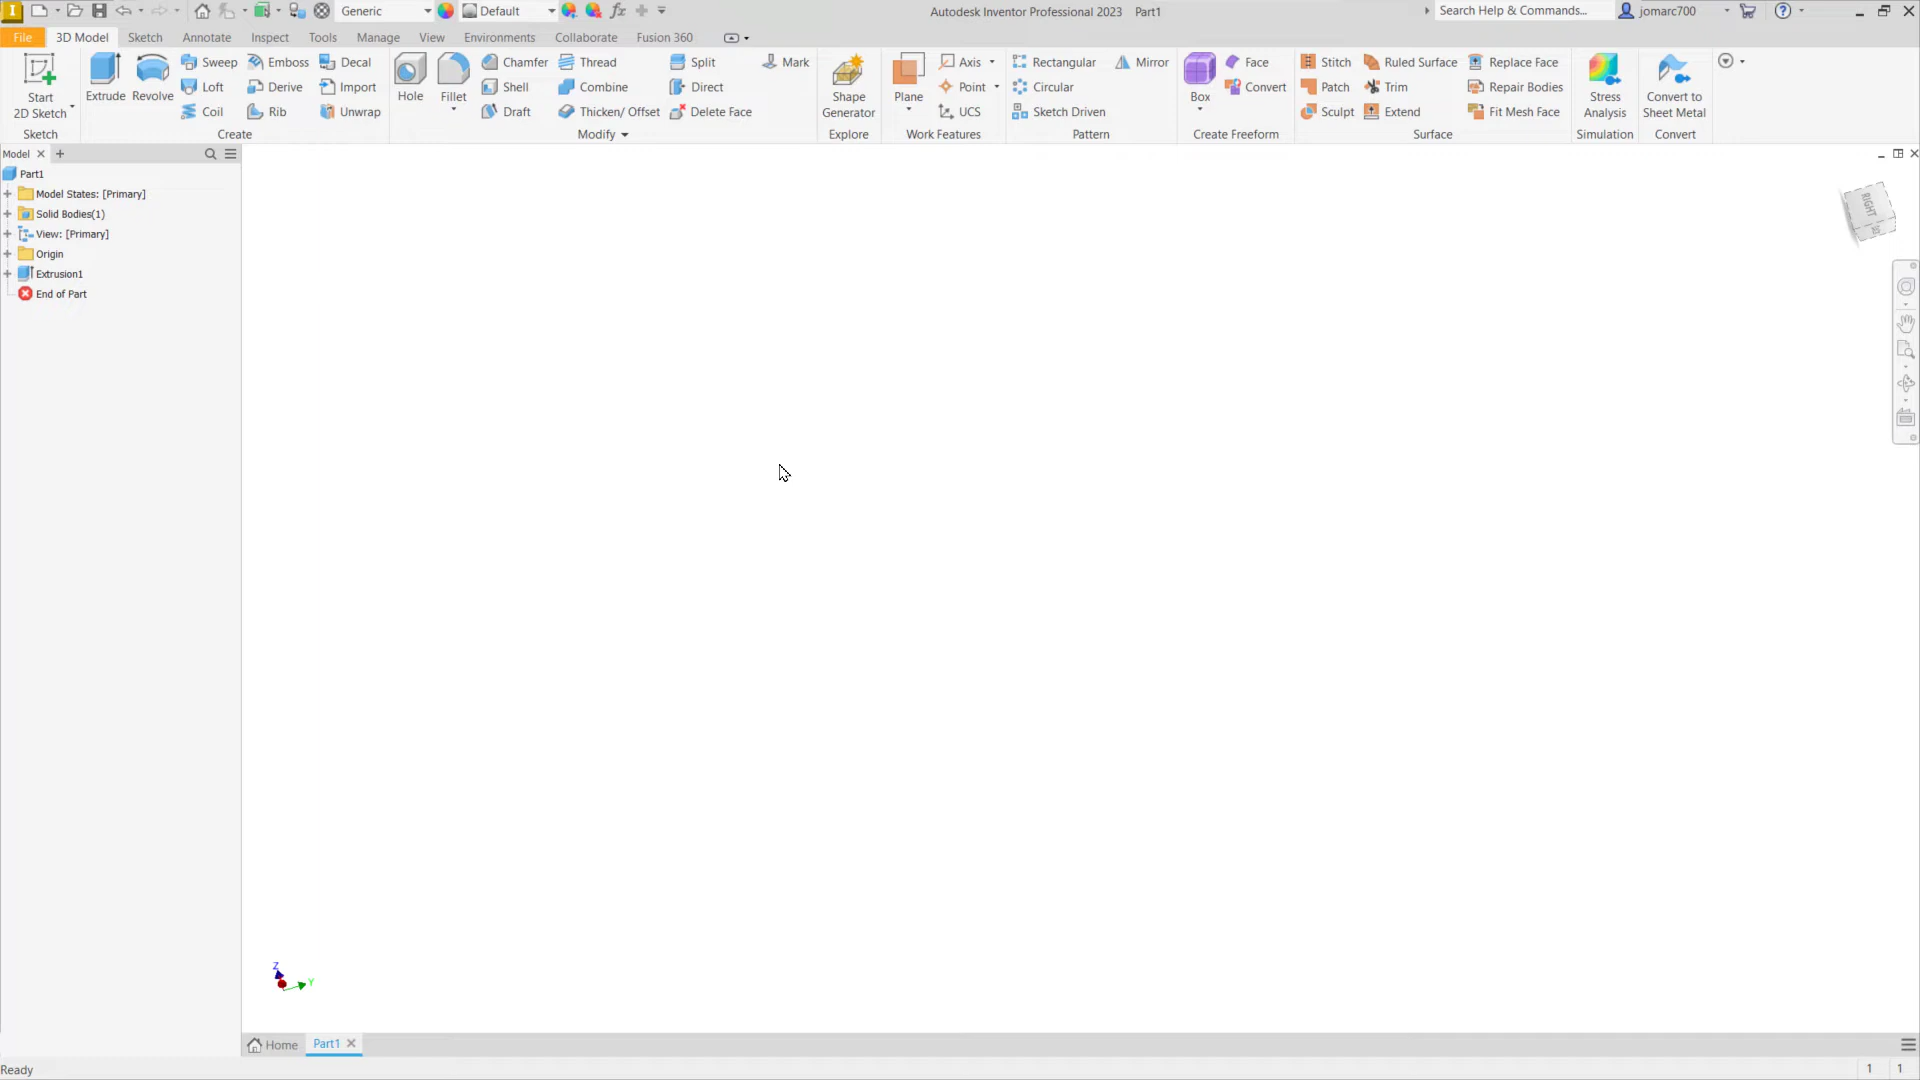 Generic
Default
Autodesk Inventor Professional 2023 Part1
Search Help & Commands...
jomarc700
File 3D Model Sketch Annotate Inspect Tools Manage View Environments Collaborate Fusion 360
Start
2D Sketch
Sketch
Extrude
Revolve
Sweep
Loft
Coil
Emboss
Derive
Rib
Decal
Import
Unwrap
Create
Hole
Fillet
Chamfer
Shell
Draft
Thread
Combine
Thicken/ Offset
Split
Direct
Delete Face
Mark
Modify
Shape
Generator
Explore
Plane
Axis
Point
UCS
Work Features
Rectangular
Circular
Sketch Driven
Mirror
Pattern
Box
Face
Convert
Create Freeform
Stitch
Patch
Sculpt
Ruled Surface
Trim
Extend
Replace Face
Repair Bodies
Fit Mesh Face
Surface
Stress
Analysis
Simulation
Convert to
Sheet Metal
Convert
Model
Part1
Model States: [Primary]
Solid Bodies(1)
View: [Primary]
Origin
Extrusion1
End of Part
RIGHT
Z
Y
Home
Part1
Ready
1 1